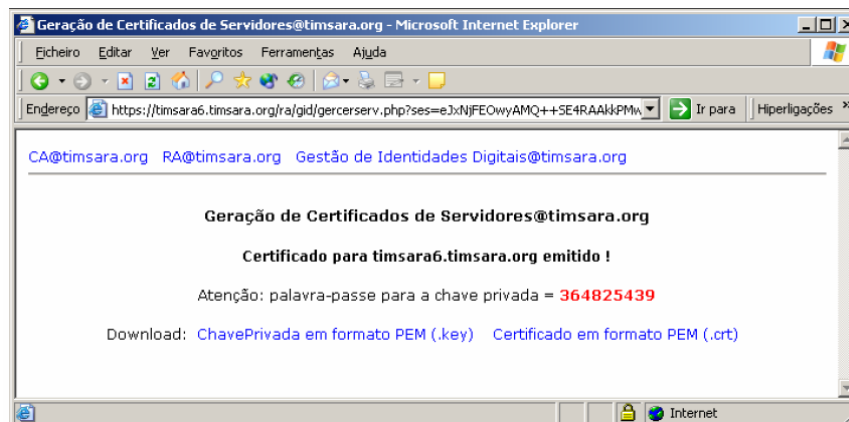 Geração de Certificados de Servidores@timsara.org - Microsoft Internet Explorer
Ficheiro Editar Ver Favoritos Ferramentas Ajuda
Endereço https://timsara6.timsara.org/ra/gid/gercerserv.php?ses=eJxNjFEOwyAMQ++SE4RAAkkPMw Ir para Hiperligações »
CA@timsara.org RA@timsara.org Gestão de Identidades Digitais@timsara.org
Geração de Certificados de Servidores@timsara.org
Certificado para timsara6.timsara.org emitido !
Atenção: palavra-passe para a chave privada = 364825439
Download: ChavePrivada em formato PEM (.key) Certificado em formato PEM (.crt)
Internet